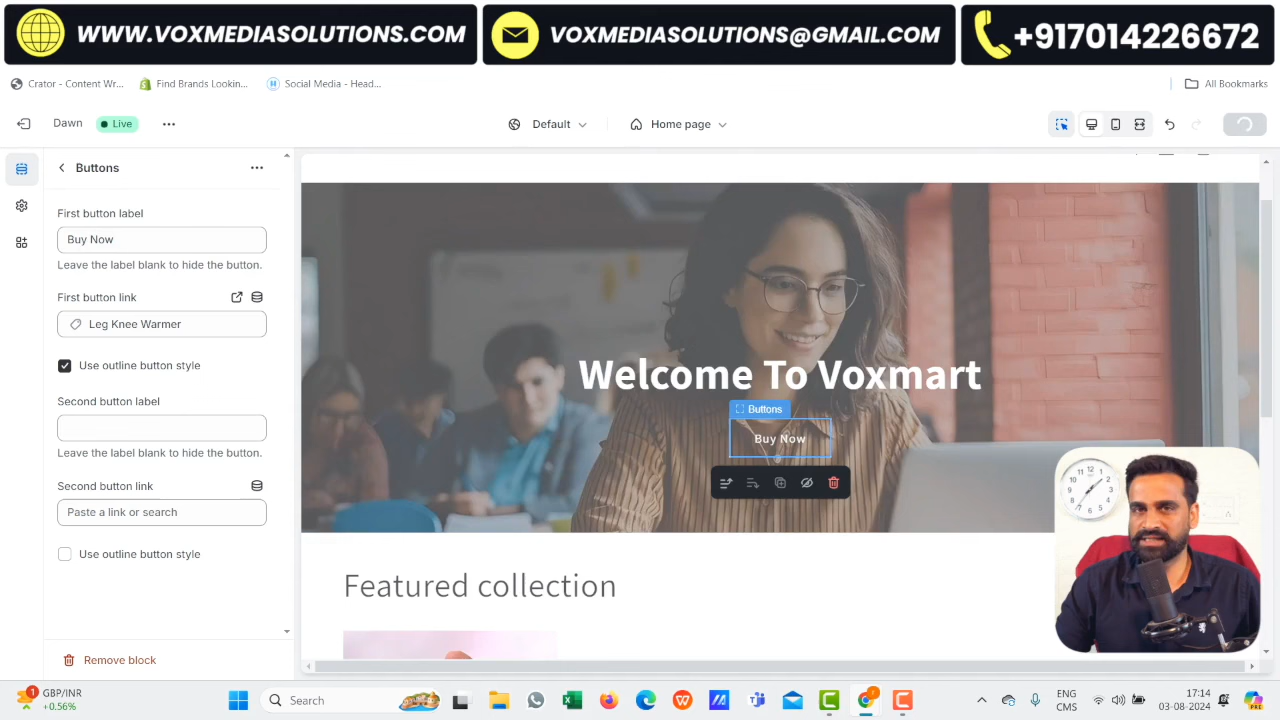 WWW.VOXMEDIASOLUTIONS.COM
VOXMEDIASOLUTIONS@GMAIL.COM
+917014226672
Crator - Content Wr...
Find Brands Lookin...
Social Media - Head...
All Bookmarks
Dawn
Live
Default
Home page
Buttons
First button label
Buy Now
Leave the label blank to hide the button.
First button link
Leg Knee Warmer
Use outline button style
Second button label
Leave the label blank to hide the button.
Second button link
Paste a link or search
Use outline button style
Remove block
Welcome To Voxmart
Buttons
Buy Now
Featured collection
1
GBP/INR
+0.56%
Search
ENG
CMS
17:14
03-08-2024
PRE